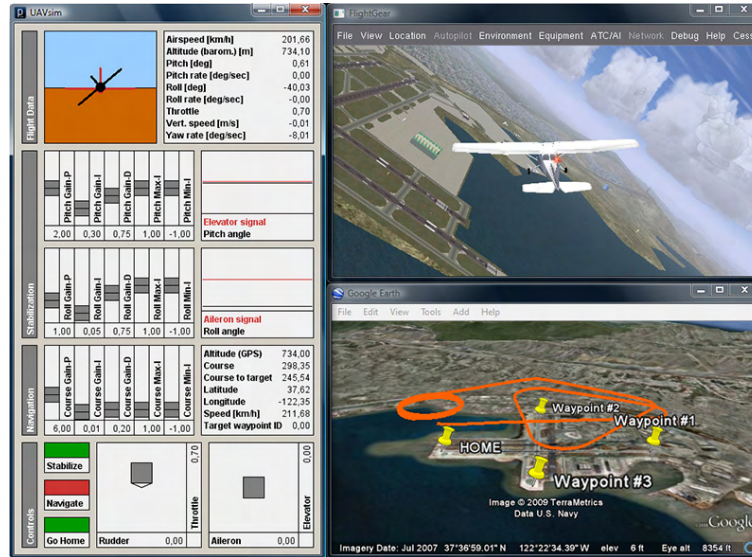 UAVsim
Flight Data
Airspeed [km/h] 201,66
Altitude (barom.) [m] 734,10
Pitch [deg] 0,61
Pitch rate [deg/sec] 0,00
Roll [deg] -40,03
Roll rate [deg/sec] -0,00
Throttle 0,70
Vert. speed [m/s] -0,01
Yaw rate [deg/sec] -8,01
Stabilization
Pitch Gain-P
Pitch Gain-I
Pitch Gain-D
Pitch Max-I
Pitch Min-I
2,00 0,30 0,75 1,00 -1,00
Elevator signal
Pitch angle
Roll Gain-P
Roll Gain-I
Roll Gain-D
Roll Max-I
Roll Min-I
1,00 0,05 0,75 1,00 -1,00
Aileron signal
Roll angle
Navigation
Course Gain-P
Course Gain-I
Course Gain-D
Course Max-I
Course Min-I
6,00 0,01 0,20 1,00 -1,00
Altitude (GPS) 734,00
Course 298,35
Course to target 245,54
Latitude 37,62
Longitude -122,35
Speed [km/h] 211,68
Target waypoint ID 0,00
Controls
Stabilize
Navigate
Go Home
Rudder 0,00
Throttle 0,70
Aileron 0,00
Elevator 0,00
FlightGear
File View Location Autopilot Environment Equipment ATC/AI Network Debug Help Cess
Google Earth
File Edit View Tools Add Help
Waypoint #2
Waypoint #1
HOME
Waypoint #3
Image © 2009 TerraMetrics
Data U.S. Navy
Google
Imagery Date: Jul 2007 37°36'59.01" N 122°22'34.39" W elev 6 ft Eye alt 8354 ft